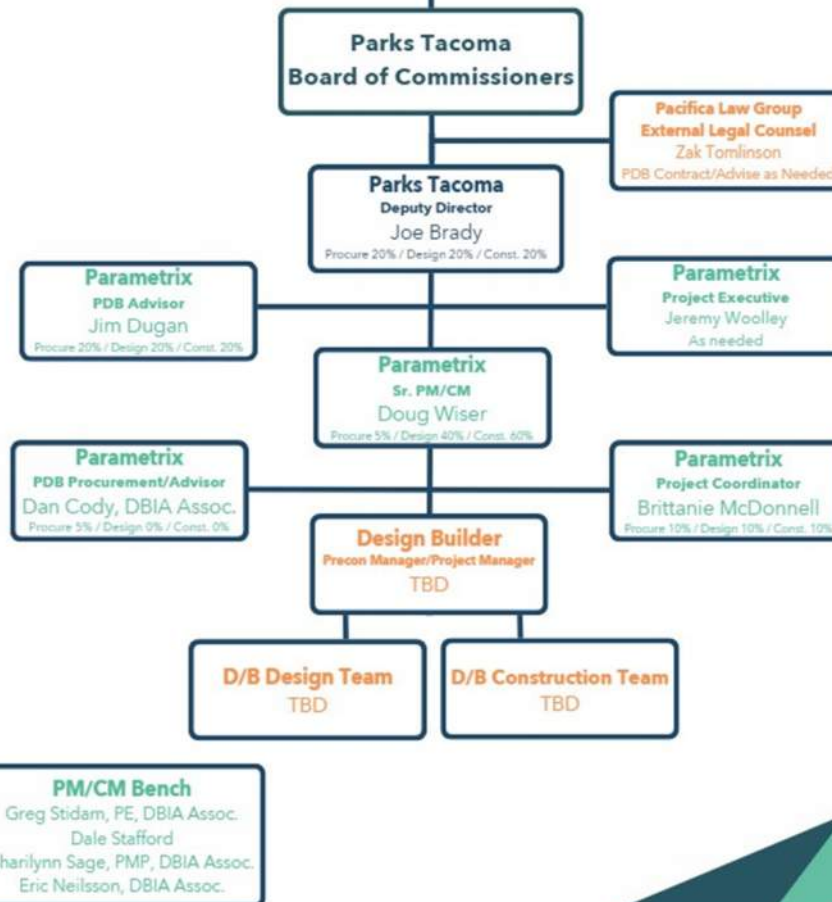 Parks Tacoma
Board of Commissioners
Pacifica Law Group
External Legal Counsel
Zak Tomlinson
PDB Contract/Advise as Needed
Parks Tacoma
Deputy Director
Joe Brady
Procure 20% / Design 20% / Const. 20%
Parametrix
PDB Advisor
Jim Dugan
Procure 20% / Design 20% / Const. 20%
Parametrix
Project Executive
Jeremy Woolley
As needed
Parametrix
Sr. PM/CM
Doug Wiser
Procure 5% / Design 40% / Const. 60%
Parametrix
PDB Procurement/Advisor
Dan Cody, DBIA Assoc.
Procure 5% / Design 0% / Const. 0%
Parametrix
Project Coordinator
Brittanie McDonnell
Procure 10% / Design 10% / Const. 10%
Design Builder
Precon Manager/Project Manager
TBD
D/B Design Team
TBD
D/B Construction Team
TBD
PM/CM Bench
Greg Stidam, PE, DBIA Assoc.
Dale Stafford
harilynn Sage, PMP, DBIA Assoc.
Eric Neilsson, DBIA Assoc.